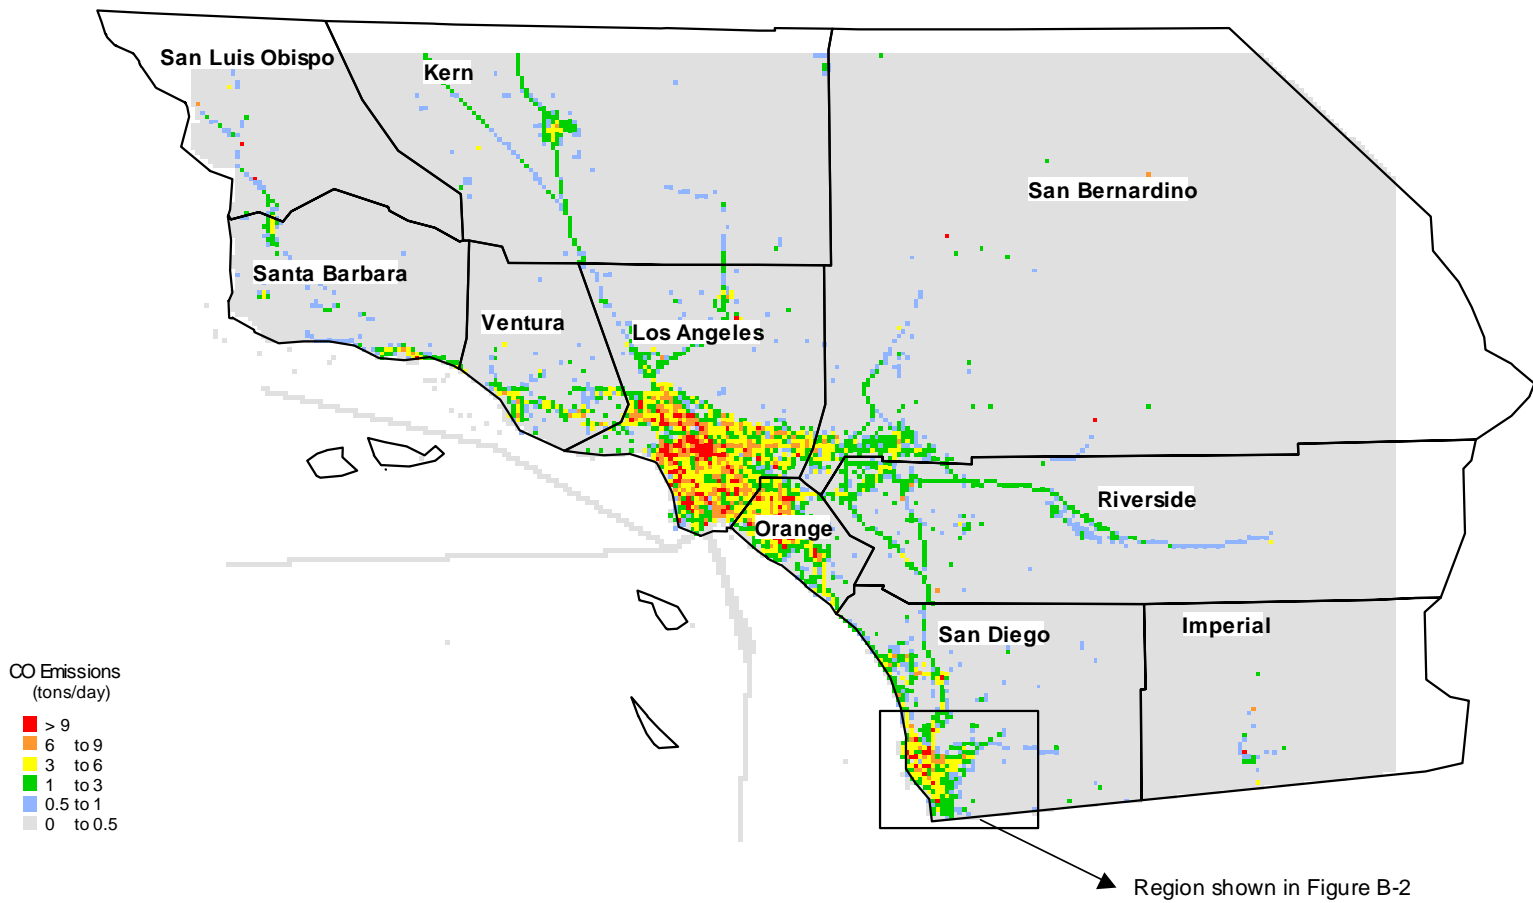 San Luis Obispo
Kern
San Bernardino
Santa Barbara
Ventura
Los Angeles
Riverside
Orange
San Diego
Imperial
CO Emissions
(tons/day)
> 9
6 to 9
3 to 6
1 to 3
0.5 to 1
0 to 0.5
Region shown in Figure B-2